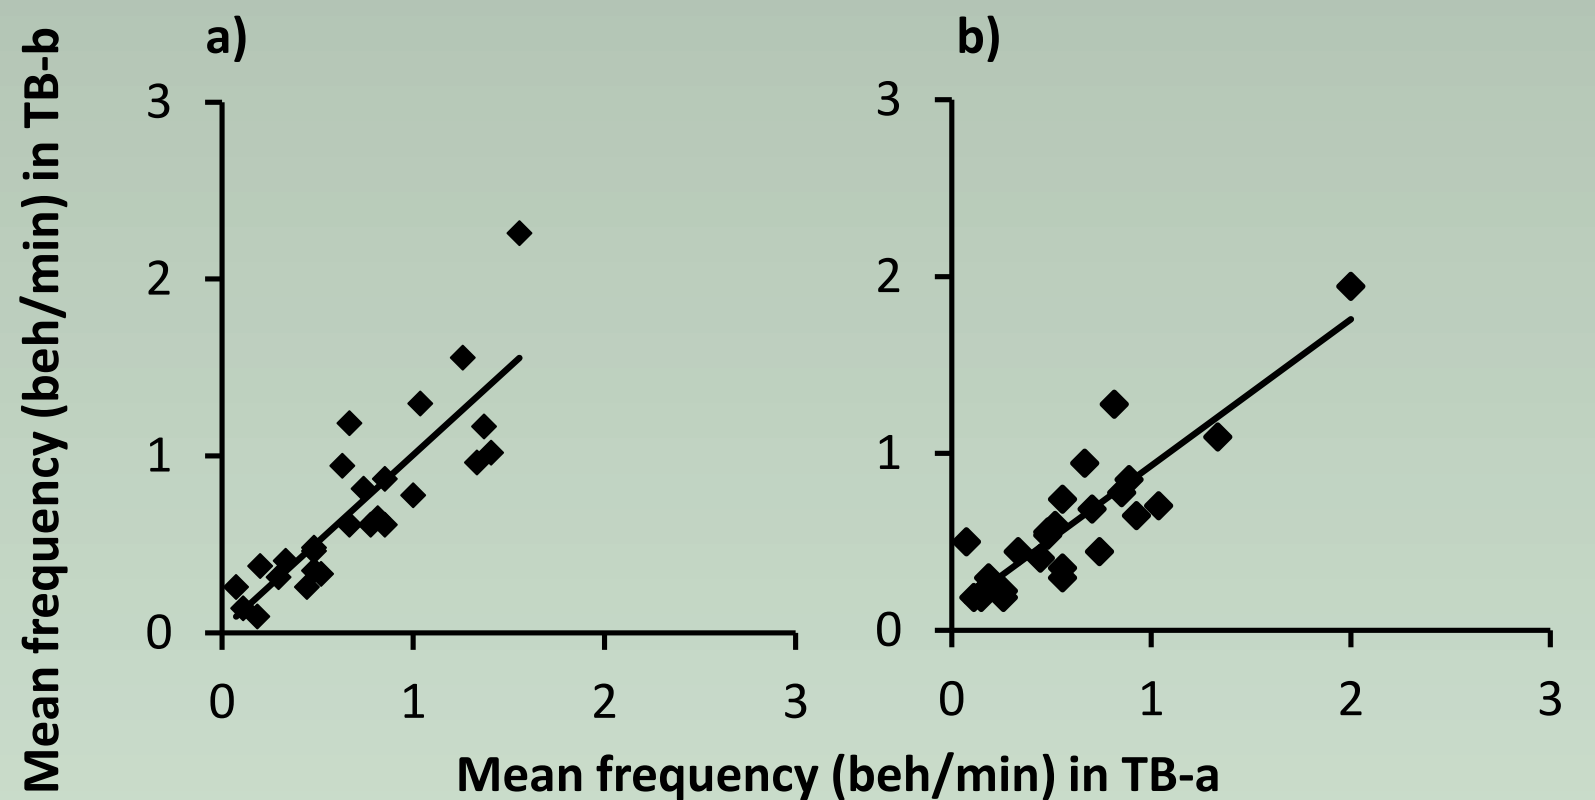 a)
b)
Mean frequency (beh/min) in TB-b
3
2
1
0
0 1 2 3
3
2
1
0
0 1 2 3
Mean frequency (beh/min) in TB-a